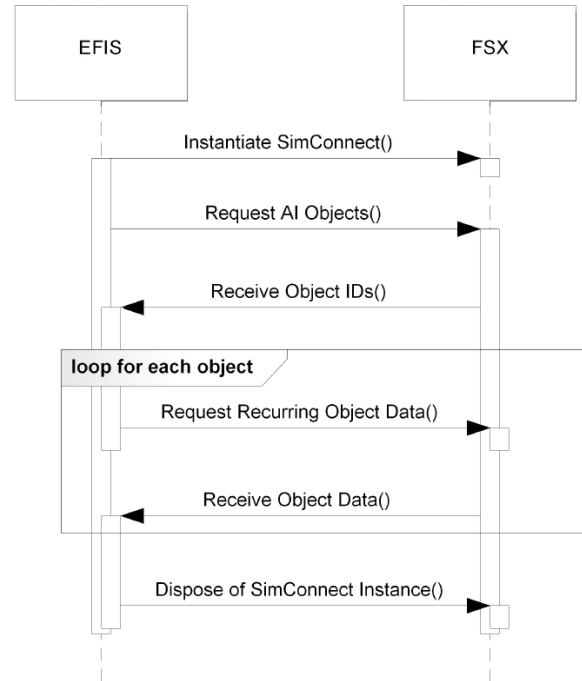 EFIS
FSX
Instantiate SimConnect()
Request AI Objects()
Receive Object IDs()
loop for each object
Request Recurring Object Data()
Receive Object Data()
Dispose of SimConnect Instance()